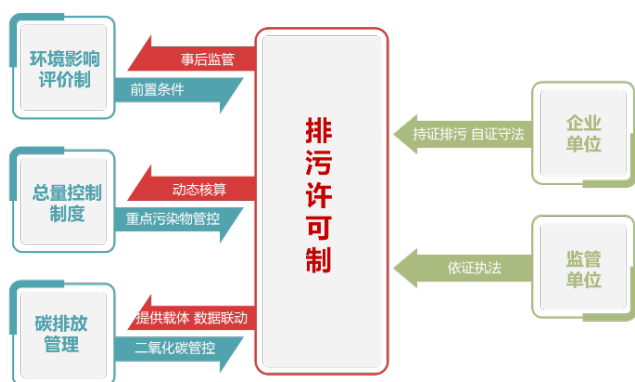 环境影响
评价制
事后监管
前置条件
总量控制
制度
动态核算
重点污染物管控
碳排放
管理
提供载体 数据联动
二氧化碳管控
排
污
许
可
制
持证排污 自证守法
企业
单位
依证执法
监管
单位